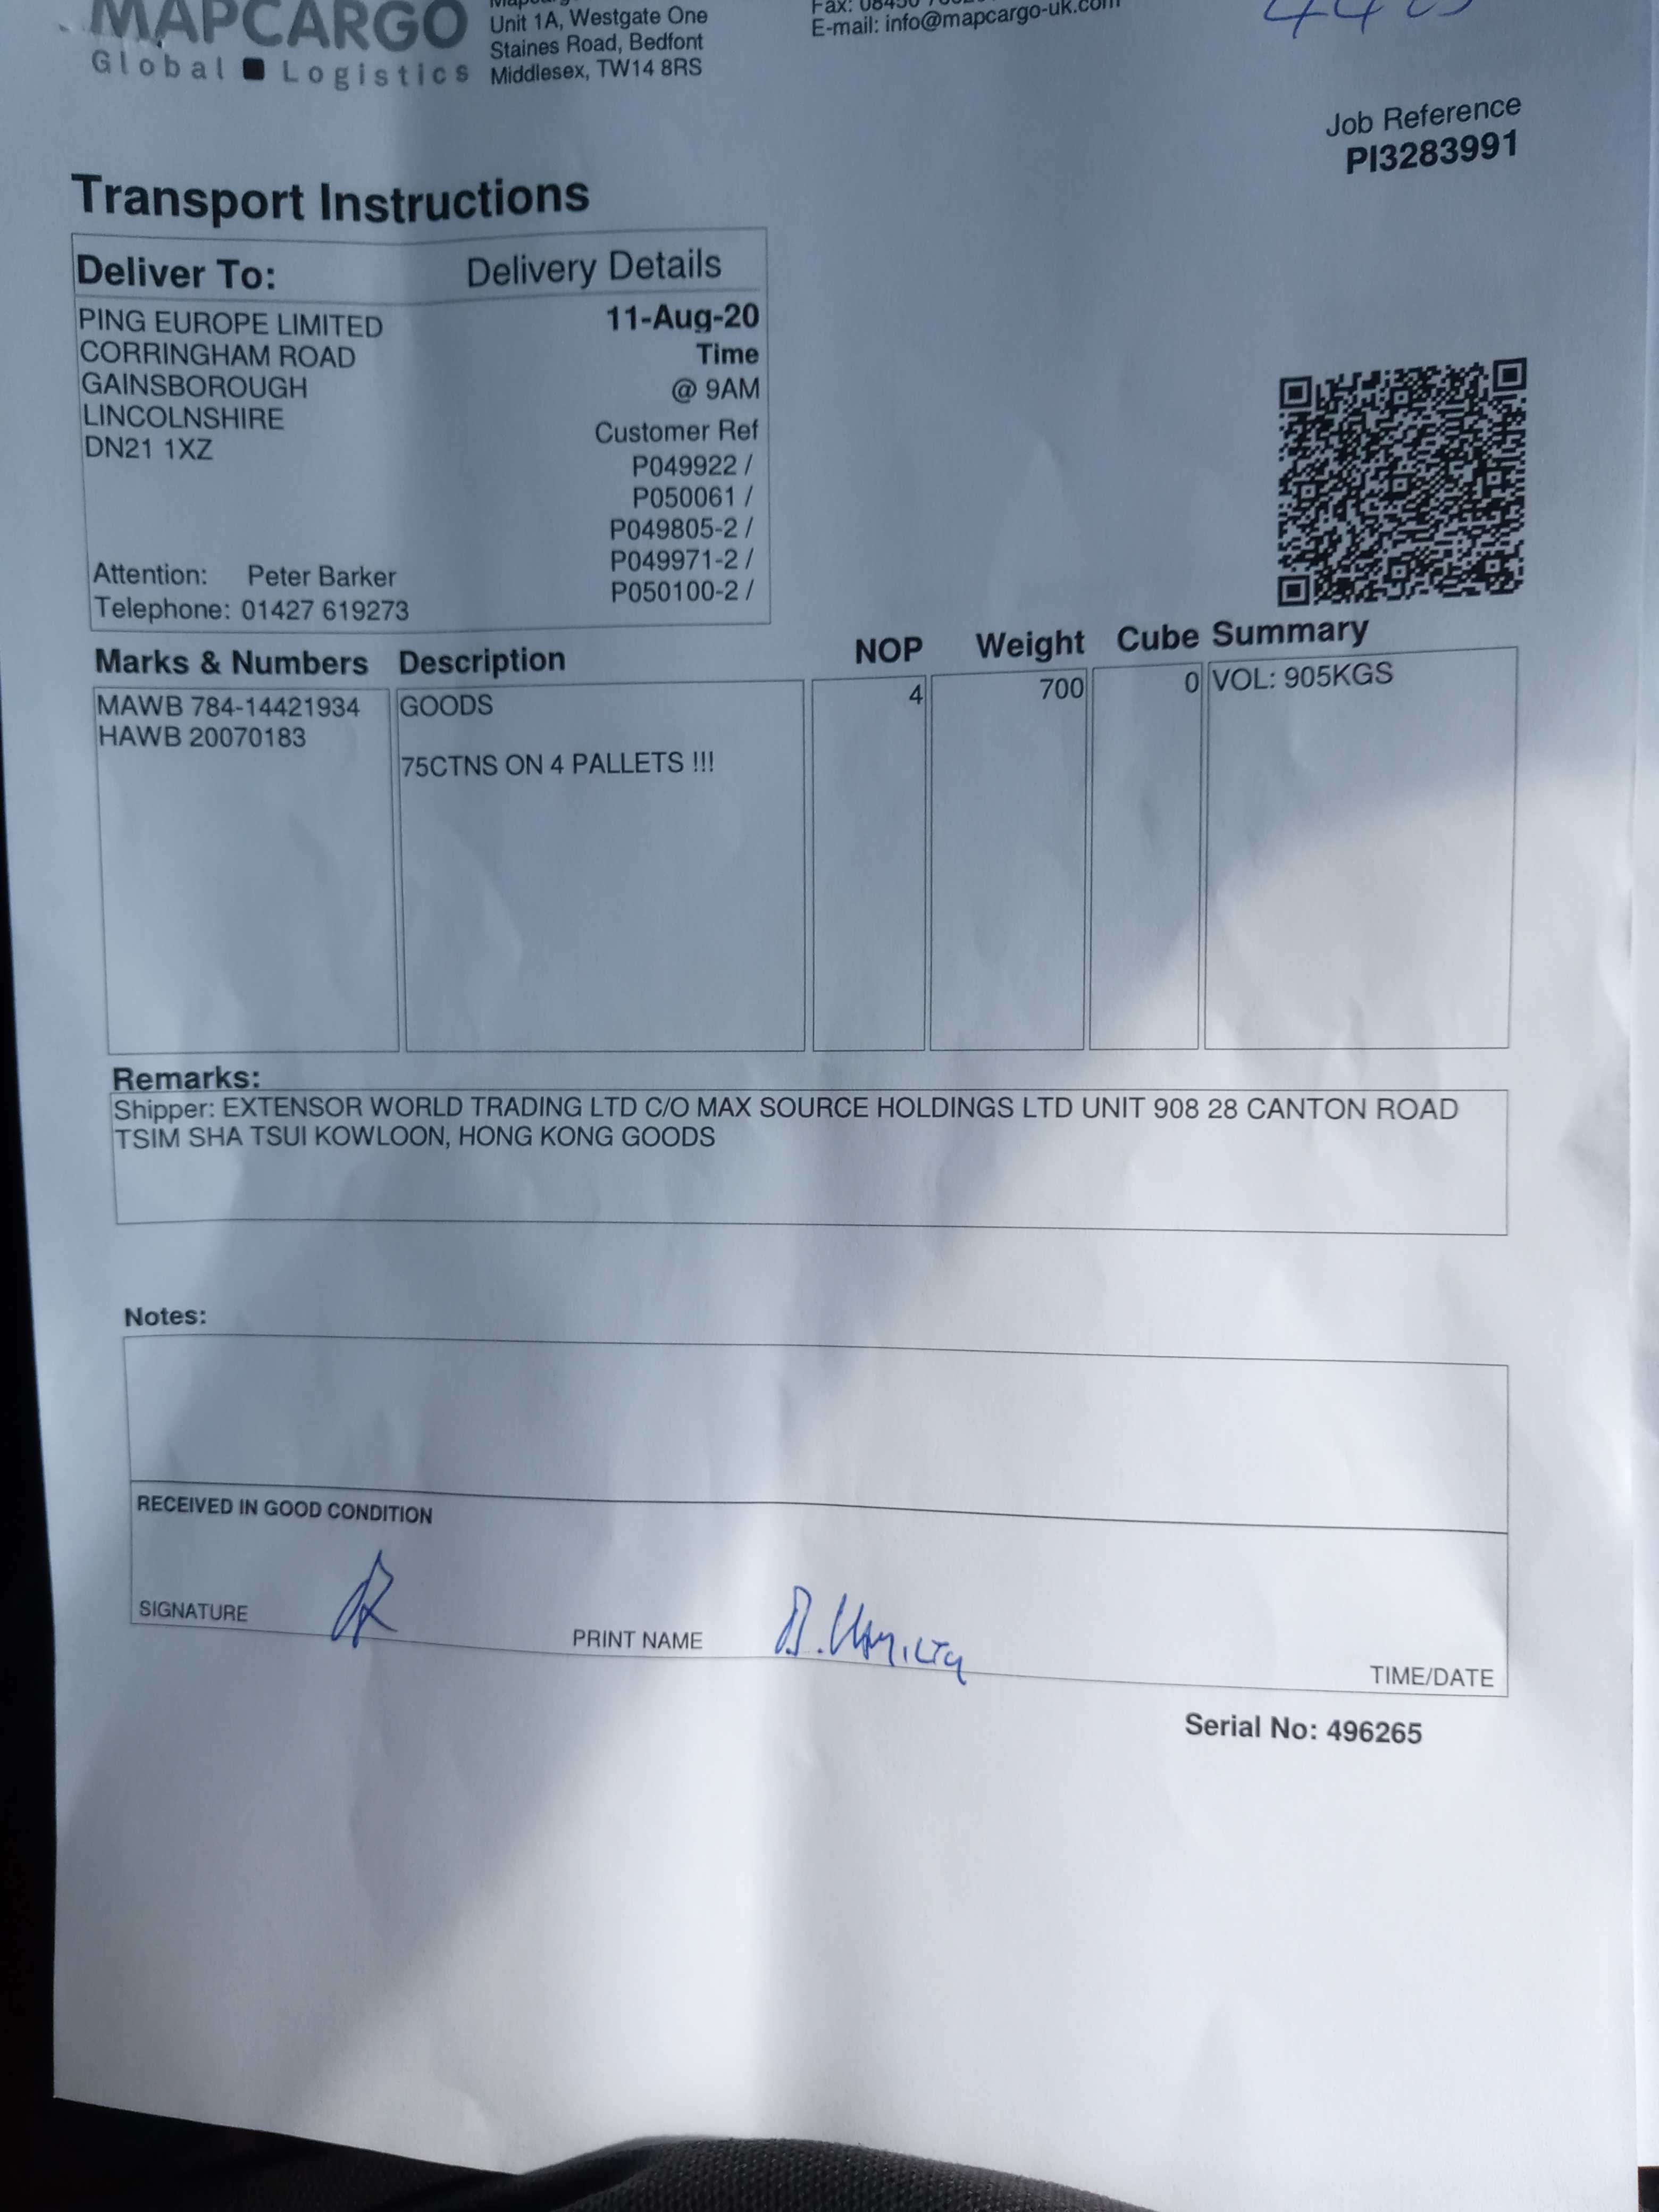 MAPCARGO
Global Logistics
Unit 1A, Westgate One
Staines Road, Bedfont
Middlesex, TW14 8RS
E-mail: info@mapcargo-uk.com
Job Reference
PI3283991
Transport Instructions
Deliver To: Delivery Details
PING EUROPE LIMITED 11-Aug-20
CORRINGHAM ROAD Time
GAINSBOROUGH @ 9AM
LINCOLNSHIRE Customer Ref
DN21 1XZ P049922 /
P050061 /
P049805-2 /
P049971-2 /
Attention: Peter Barker P050100-2 /
Telephone: 01427 619273
Marks & Numbers Description NOP Weight Cube Summary
MAWB 784-14421934 GOODS 4 700 0 VOL: 905KGS
HAWB 20070183
75CTNS ON 4 PALLETS !!!
Remarks:
Shipper: EXTENSOR WORLD TRADING LTD C/O MAX SOURCE HOLDINGS LTD UNIT 908 28 CANTON ROAD
TSIM SHA TSUI KOWLOON, HONG KONG GOODS
Notes:
RECEIVED IN GOOD CONDITION
SIGNATURE PRINT NAME TIME/DATE
Serial No: 496265